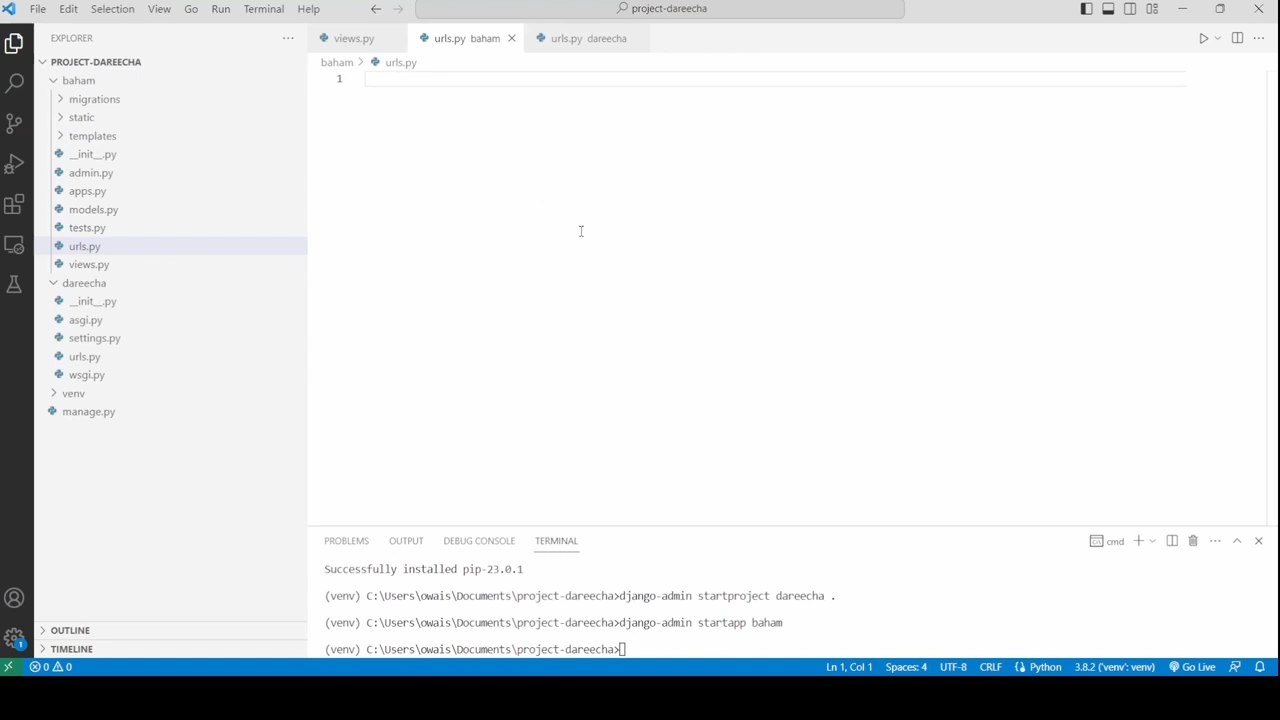 File Edit Selection View Go Run Terminal Help
project-dareecha
EXPLORER
PROJECT-DAREECHA
baham
migrations
static
templates
__init__.py
admin.py
apps.py
models.py
tests.py
urls.py
views.py
dareecha
__init__.py
asgi.py
settings.py
urls.py
wsgi.py
venv
manage.py
OUTLINE
TIMELINE
views.py
urls.py baham
urls.py dareecha
baham > urls.py
1
PROBLEMS OUTPUT DEBUG CONSOLE TERMINAL
cmd
Successfully installed pip-23.0.1
(venv) C:\Users\owais\Documents\project-dareecha>django-admin startproject dareecha .
(venv) C:\Users\owais\Documents\project-dareecha>django-admin startapp baham
(venv) C:\Users\owais\Documents\project-dareecha>
1
0 0
Ln 1, Col 1 Spaces: 4 UTF-8 CRLF Python 3.8.2 ('venv': venv) Go Live